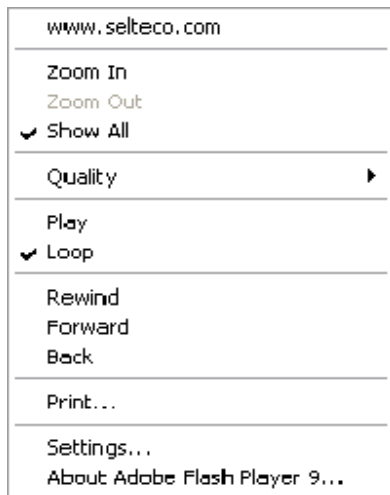 www.selteco.com
Zoom In
Zoom Out
Show All
Quality
Play
Loop
Rewind
Forward
Back
Print...
Settings...
About Adobe Flash Player 9...